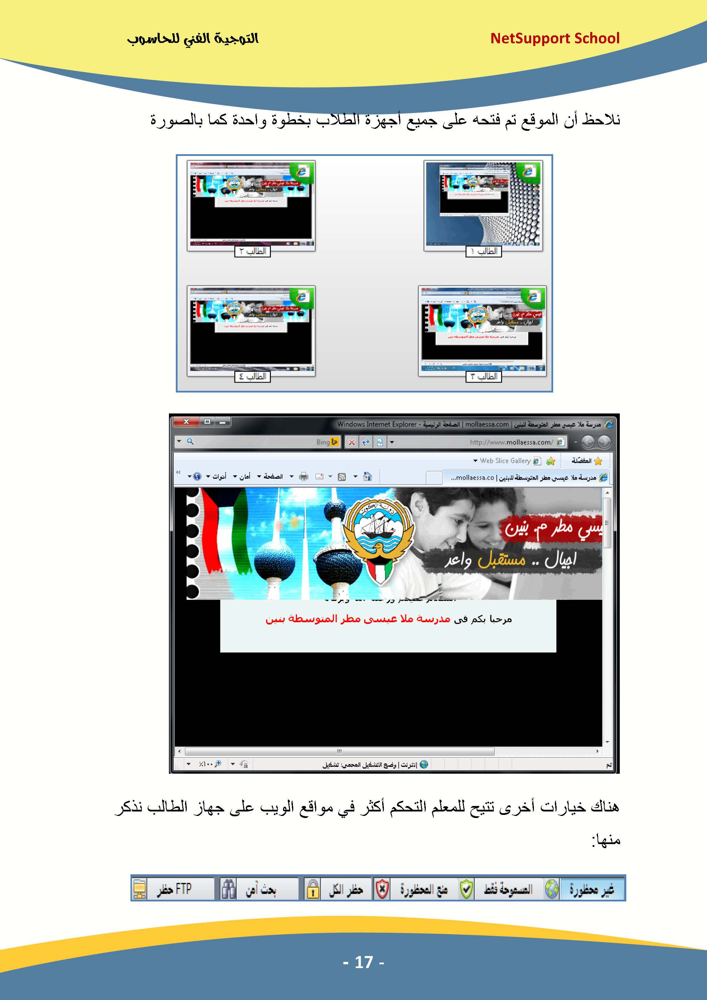 NetSupport School
التوجية الفني للحاسوب
نلاحظ أن الموقع تم فتحه على جميع أجهزة الطلاب بخطوة واحدة كما بالصورة
الطالب ١
الطالب ٢
الطالب ٣
الطالب ٤
مدرسة ملا عيسى مطر المتوسطة للبنين | mollaessa.com | الصفحة الرئيسية - Windows Internet Explorer
http://www.mollaessa.com/
Bing
المفضّلة
Web Slice Gallery
مدرسة ملا عيسى مطر المتوسطة للبنين | mollaessa.co...
الصفحة
أمان
أدوات
دولة الكويت
يسي مطر م. بنين
اجيال .. مستقبل واعد
مرحبا بكم فى مدرسة ملا عيسى مطر المتوسطة بنين
تم
إنترنت | وضع التشغيل المحمي: تشغيل
١٠٠٪
هناك خيارات أخرى تتيح للمعلم التحكم أكثر في مواقع الويب على جهاز الطالب نذكر
منها:
غير محظورة
المسموحة فقط
منع المحظورة
حظر الكل
بحث آمن
حظر FTP
- 17 -